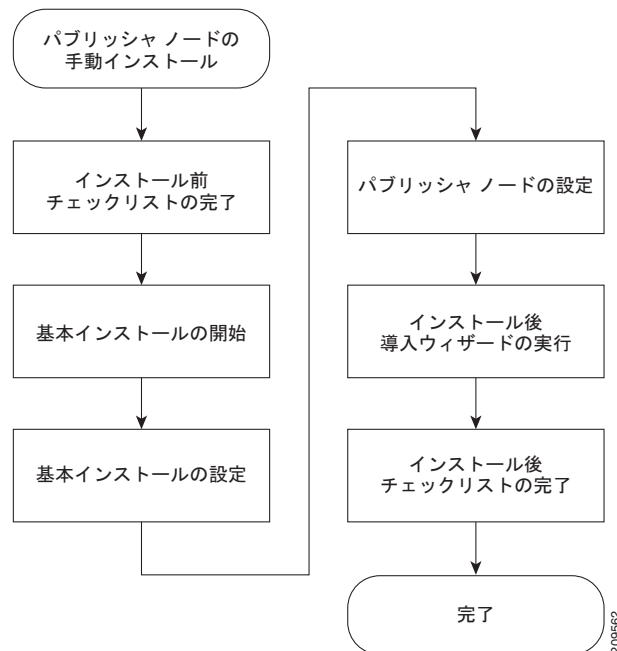 パブリッシャ ノードの
手動インストール
インストール前
チェックリストの完了
基本インストールの開始
基本インストールの設定
パブリッシャ ノードの設定
インストール後
導入ウィザードの実行
インストール後
チェックリストの完了
完了
209562